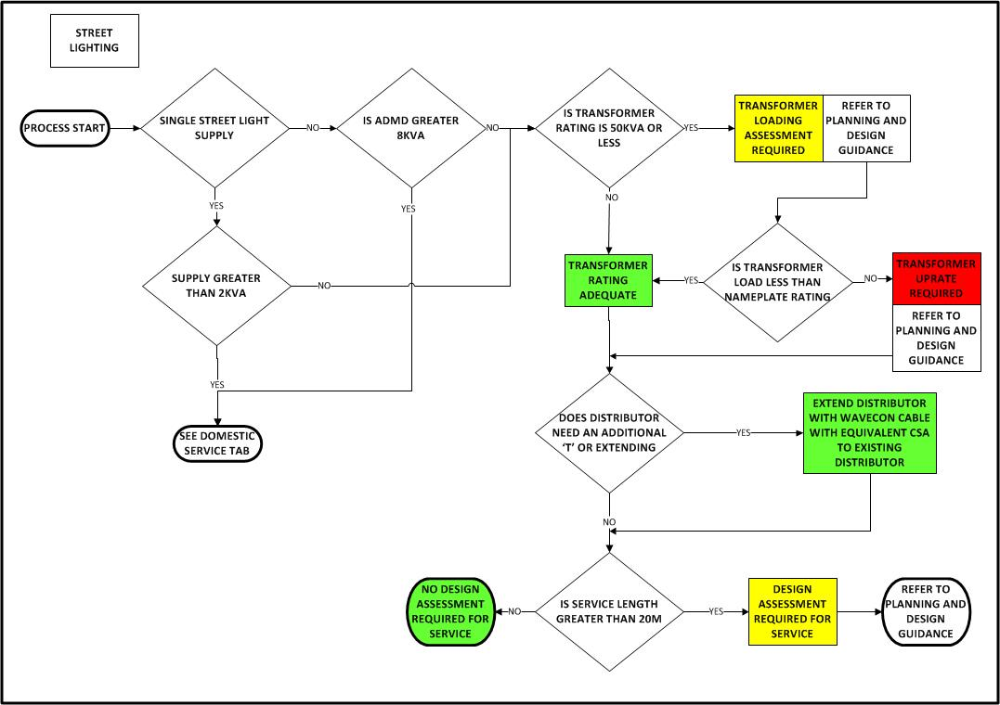 STREET
LIGHTING
PROCESS START
SINGLE STREET LIGHT
SUPPLY
NO
IS ADMD GREATER
8KVA
NO
IS TRANSFORMER
RATING IS 50KVA OR
LESS
YES
TRANSFORMER
LOADING
ASSESSMENT
REQUIRED
REFER TO
PLANNING AND
DESIGN
GUIDANCE
YES
YES
NO
SUPPLY GREATER
THAN 2KVA
NO
TRANSFORMER
RATING
ADEQUATE
YES
IS TRANSFORMER
LOAD LESS THAN
NAMEPLATE RATING
NO
TRANSFORMER
UPRATE
REQUIRED
REFER TO
PLANNING AND
DESIGN
GUIDANCE
YES
SEE DOMESTIC
SERVICE TAB
DOES DISTRIBUTOR
NEED AN ADDITIONAL
‘T’ OR EXTENDING
YES
EXTEND DISTRIBUTOR
WITH WAVECON CABLE
WITH EQUIVALENT CSA
TO EXISTING
DISTRIBUTOR
NO
NO DESIGN
ASSESSMENT
REQUIRED FOR
SERVICE
NO
IS SERVICE LENGTH
GREATER THAN 20M
YES
DESIGN
ASSESSMENT
REQUIRED FOR
SERVICE
REFER TO
PLANNING AND
DESIGN
GUIDANCE